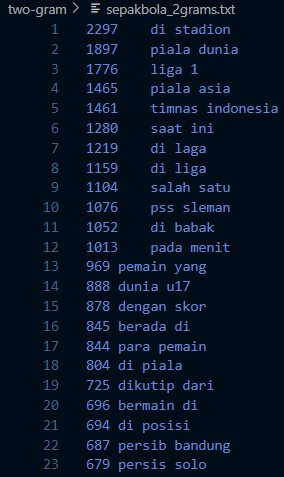 two-gram > sepakbola_2grams.txt
1 2297 di stadion
2 1897 piala dunia
3 1776 liga 1
4 1465 piala asia
5 1461 timnas indonesia
6 1280 saat ini
7 1219 di laga
8 1159 di liga
9 1104 salah satu
10 1076 pss sleman
11 1052 di babak
12 1013 pada menit
13 969 pemain yang
14 888 dunia u17
15 878 dengan skor
16 845 berada di
17 844 para pemain
18 804 di piala
19 725 dikutip dari
20 696 bermain di
21 694 di posisi
22 687 persib bandung
23 679 persis solo